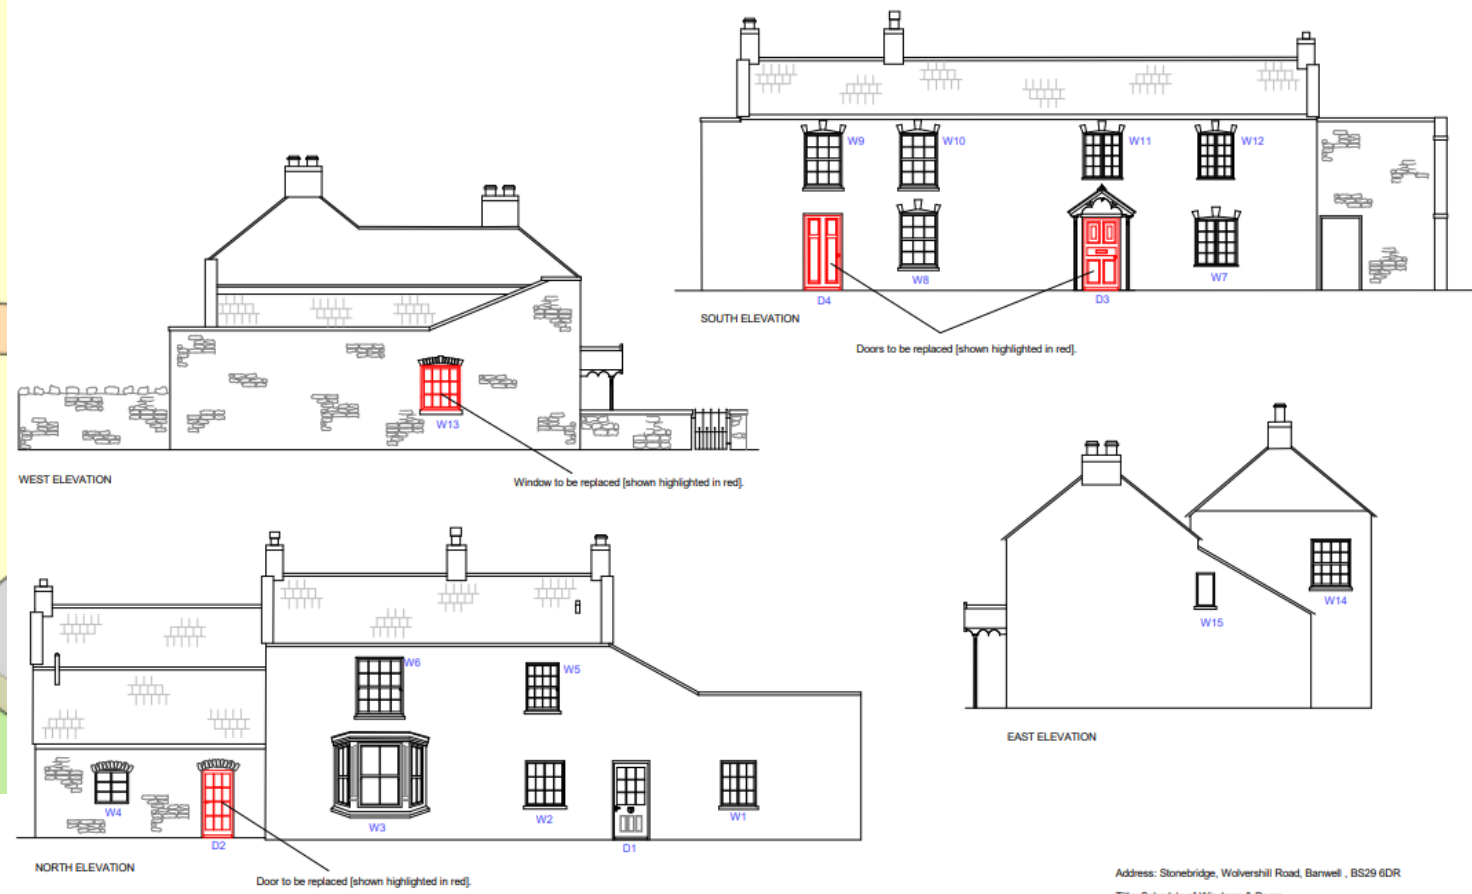 W9
W10
W11
W12
W8
W7
D4
D3
SOUTH ELEVATION
Doors to be replaced [shown highlighted in red].
W13
WEST ELEVATION
Window to be replaced [shown highlighted in red].
W6
W5
W4
W3
W2
W1
D2
D1
NORTH ELEVATION
Door to be replaced [shown highlighted in red].
W14
W15
EAST ELEVATION
Address: Stonebridge, Wolvershill Road, Banwell , BS29 6DR